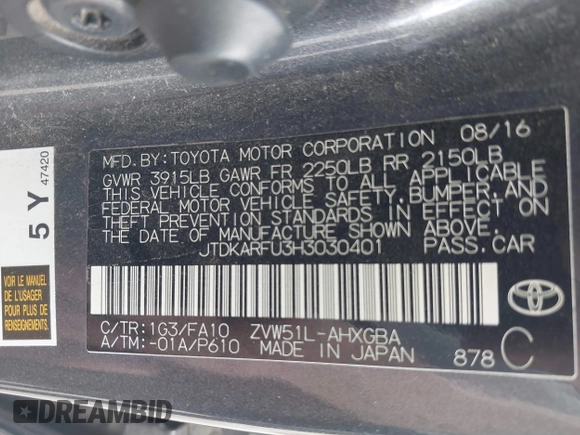 MFD.BY:TOYOTA MOTOR CORPORATION 08/16
GVWR 3915LB GAWR FR 2250LB RR 2150LB
THIS VEHICLE CONFORMS TO ALL APPLICABLE
FEDERAL MOTOR VEHICLE SAFETY,BUMPER,AND
THEFT PREVENTION STANDARDS IN EFFECT ON
THE DATE OF MANUFACTURE SHOWN ABOVE.
JTDKARFU3H3030401 PASS.CAR
C/TR:1G3/FA10 ZVW51L-AHXGBA
A/TM:-01A/P610 MADE IN JAPAN 878 C
5 Y
47420
VOIR LE MANUEL
DE L'USAGER
POUR PLUS DE
RENSEIGNEMENTS.
DREAMBID